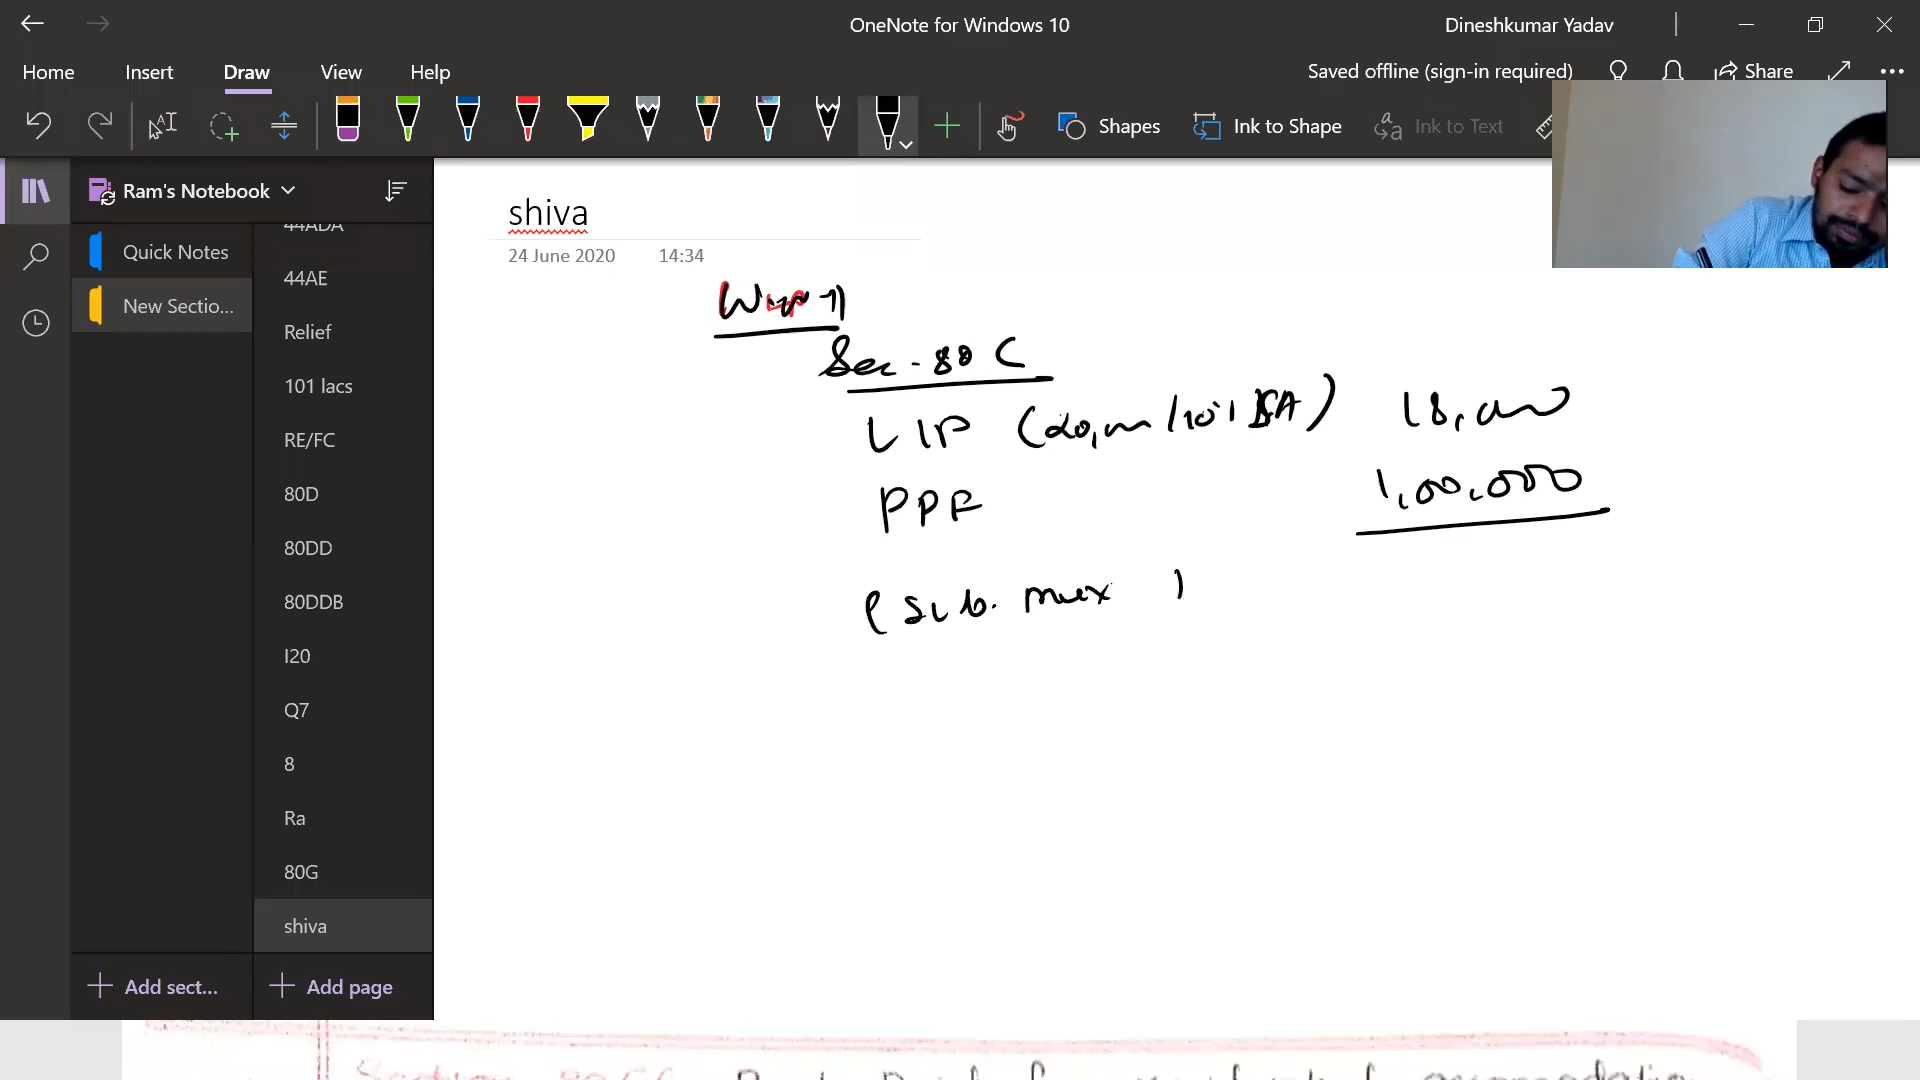 OneNote for Windows 10
Dineshkumar Yadav
Home Insert Draw View Help
Saved offline (sign-in required)
Share
Shapes
Ink to Shape
Ink to Text
Ram's Notebook
Quick Notes
New Sectio...
44ADA
44AE
Relief
101 lacs
RE/FC
80D
80DD
80DDB
I20
Q7
8
Ra
80G
shiva
Add sect...
Add page
shiva
24 June 2020 14:34
Sec-80C
LIP ( 18,000
PPF 1,00,000